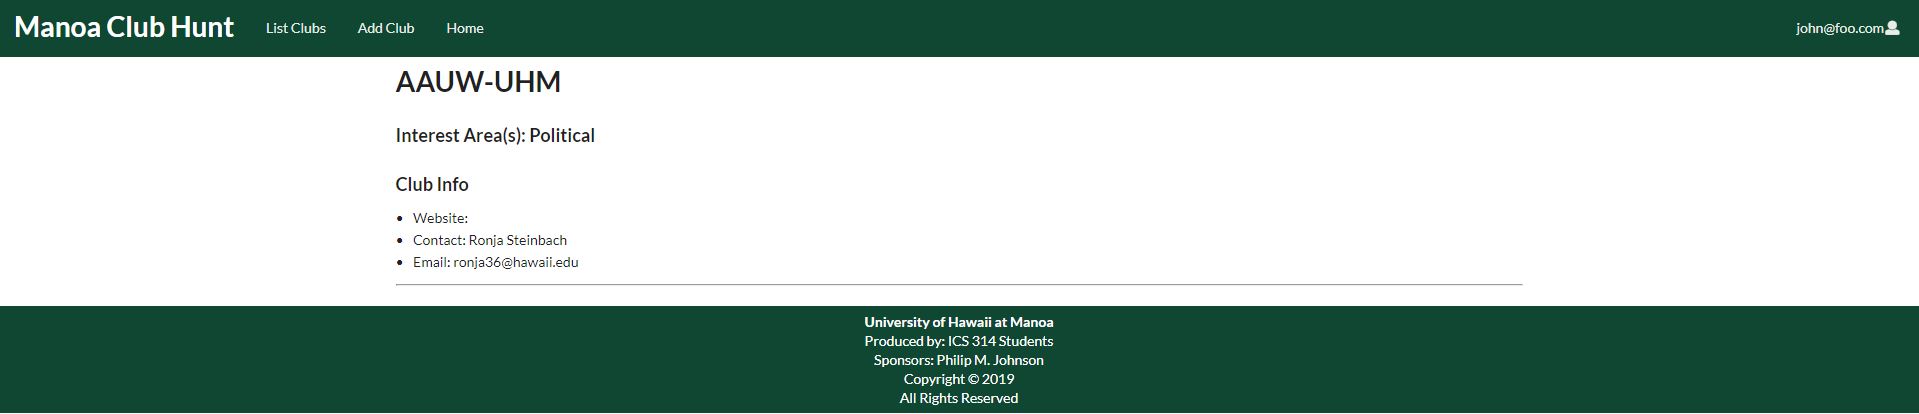 Manoa Club Hunt List Clubs Add Club Home john@foo.com
AAUW-UHM
Interest Area(s): Political
Club Info
• Website:
• Contact: Ronja Steinbach
• Email: ronja36@hawaii.edu
University of Hawaii at Manoa
Produced by: ICS 314 Students
Sponsors: Philip M. Johnson
Copyright © 2019
All Rights Reserved